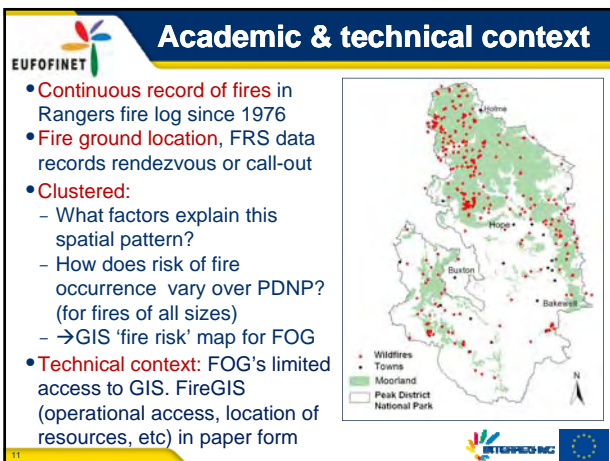 Academic & technical context
EUFOFINET
•Continuous record of fires in
Rangers fire log since 1976
•Fire ground location, FRS data
records rendezvous or call-out
•Clustered:
- What factors explain this
spatial pattern?
- How does risk of fire
occurrence vary over PDNP?
(for fires of all sizes)
- →GIS 'fire risk' map for FOG
•Technical context: FOG's limited
access to GIS. FireGIS
(operational access, location of
resources, etc) in paper form
Holme
Hope
Buxton
Bakewell
Wildfires
Towns
Moorland
Peak District
National Park
N
11
INTERREG IVC